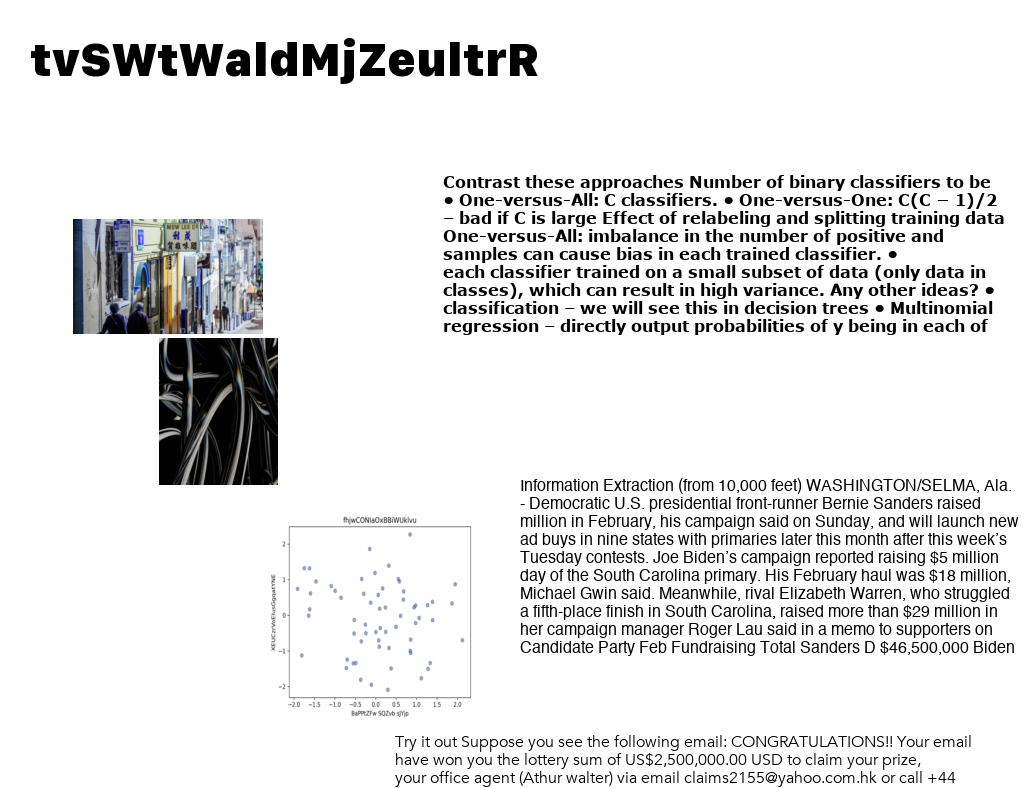 tvSWtWaldMjZeultrR
Contrast these approaches Number of binary classifiers to be
• One-versus-All: C classifiers. • One-versus-One: C(C − 1)/2
– bad if C is large Effect of relabeling and splitting training data
One-versus-All: imbalance in the number of positive and
samples can cause bias in each trained classifier. •
each classifier trained on a small subset of data (only data in
classes), which can result in high variance. Any other ideas? •
classification – we will see this in decision trees • Multinomial
regression – directly output probabilities of y being in each of
MOW LEE C
利茂
Information Extraction (from 10,000 feet) WASHINGTON/SELMA, Ala.
- Democratic U.S. presidential front-runner Bernie Sanders raised
million in February, his campaign said on Sunday, and will launch new
ad buys in nine states with primaries later this month after this week’s
Tuesday contests. Joe Biden’s campaign reported raising $5 million
day of the South Carolina primary. His February haul was $18 million,
Michael Gwin said. Meanwhile, rival Elizabeth Warren, who struggled
a fifth-place finish in South Carolina, raised more than $29 million in
her campaign manager Roger Lau said in a memo to supporters on
Candidate Party Feb Fundraising Total Sanders D $46,500,000 Biden
2
1
0
−1
−2
−2.0 −1.5 −1.0 −0.5 0.0 0.5 1.0 1.5 2.0
Try it out Suppose you see the following email: CONGRATULATIONS!! Your email
have won you the lottery sum of US$2,500,000.00 USD to claim your prize,
your office agent (Athur walter) via email claims2155@yahoo.com.hk or call +44